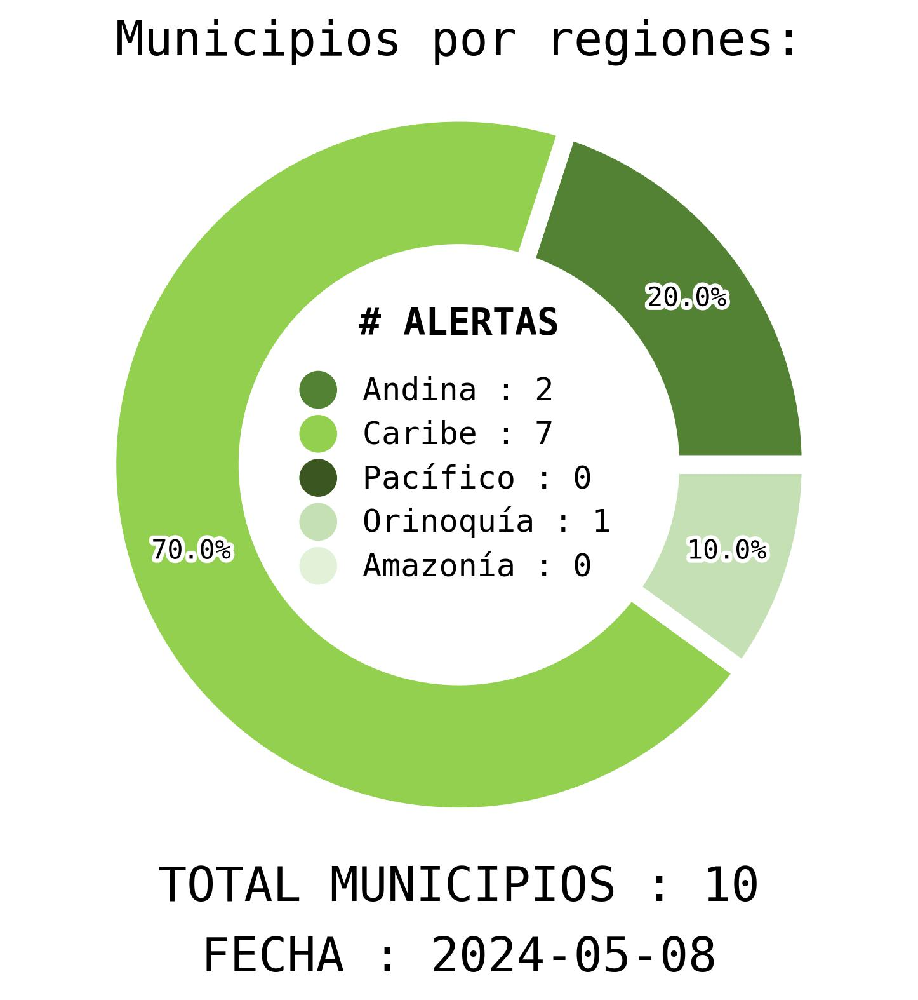 Municipios por regiones:
20.0%
# ALERTAS
Andina : 2
Caribe : 7
Pacífico : 0
Orinoquía : 1
Amazonía : 0
70.0%
10.0%
TOTAL MUNICIPIOS : 10
FECHA : 2024-05-08